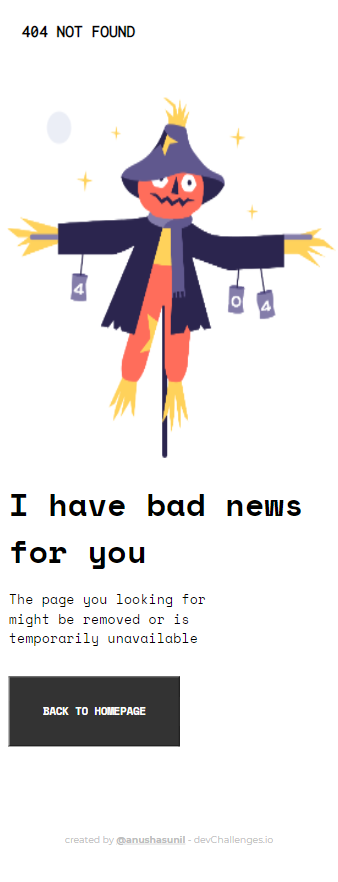 404 NOT FOUND
4
0
4
I have bad news
for you
The page you looking for
might be removed or is
temporarily unavailable
BACK TO HOMEPAGE
created by @anushasunil - devChallenges.io